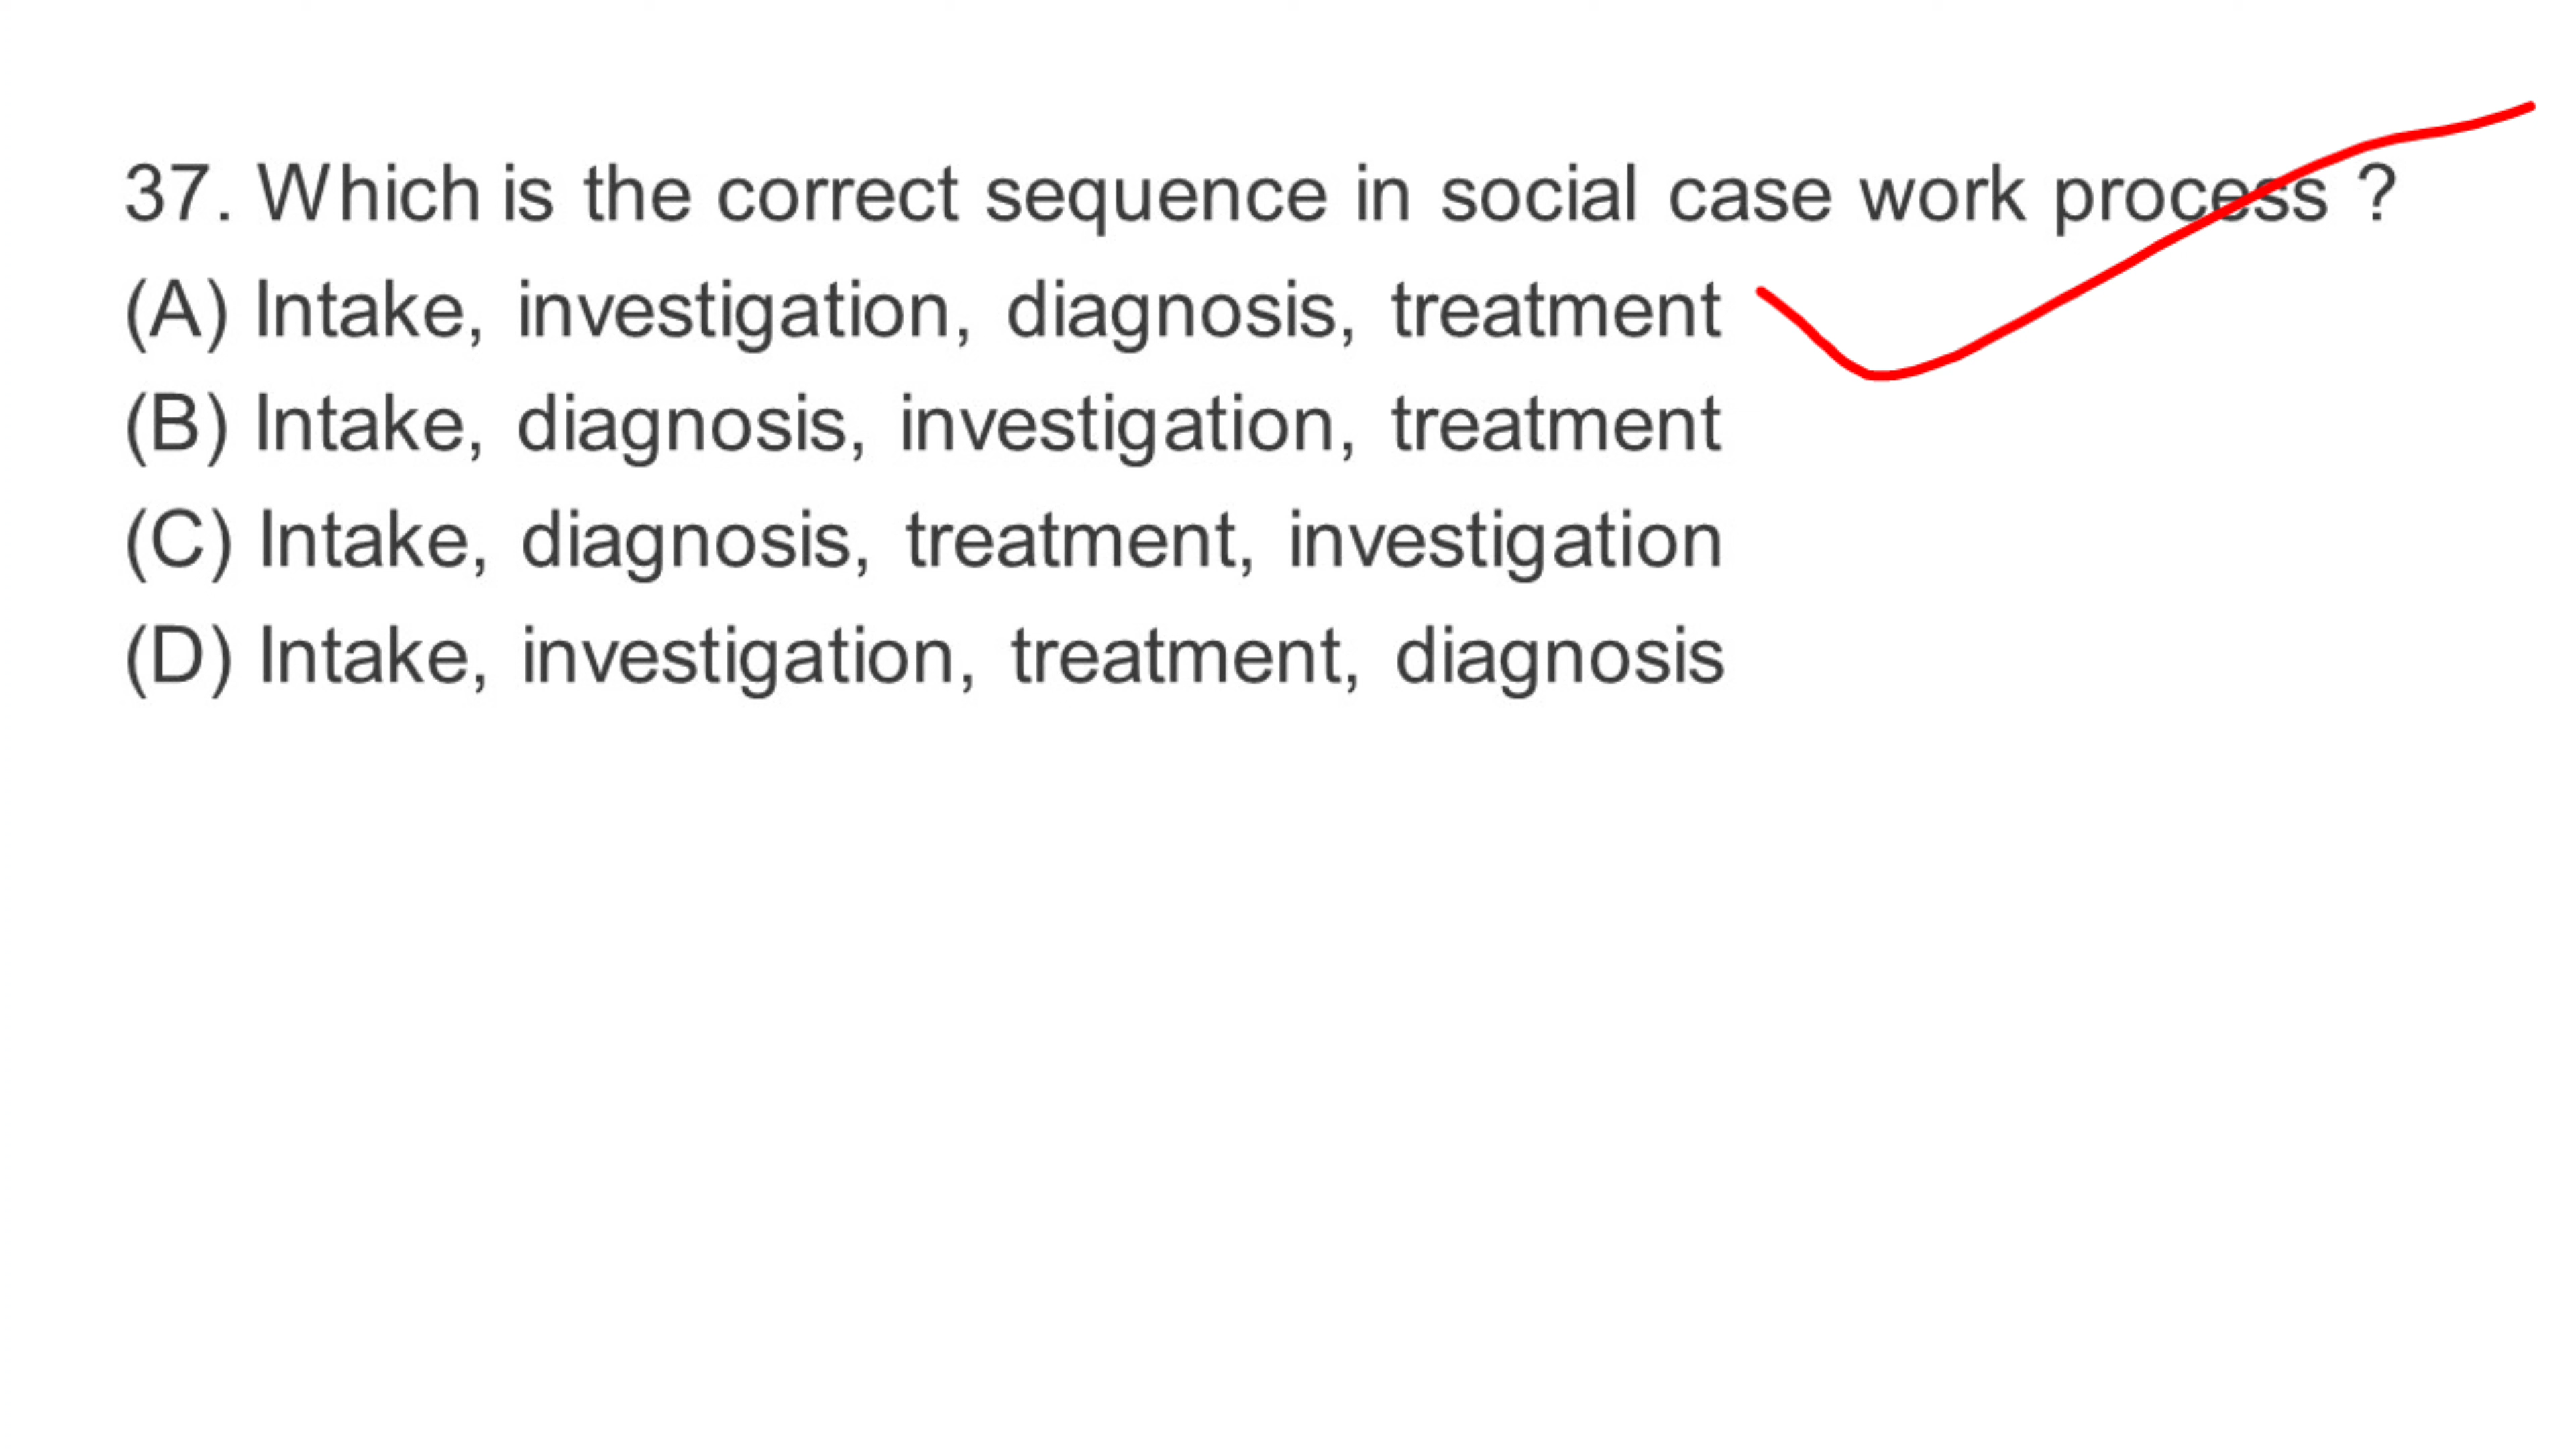 37. Which is the correct sequence in social case work process ?
(A) Intake, investigation, diagnosis, treatment
(B) Intake, diagnosis, investigation, treatment
(C) Intake, diagnosis, treatment, investigation
(D) Intake, investigation, treatment, diagnosis